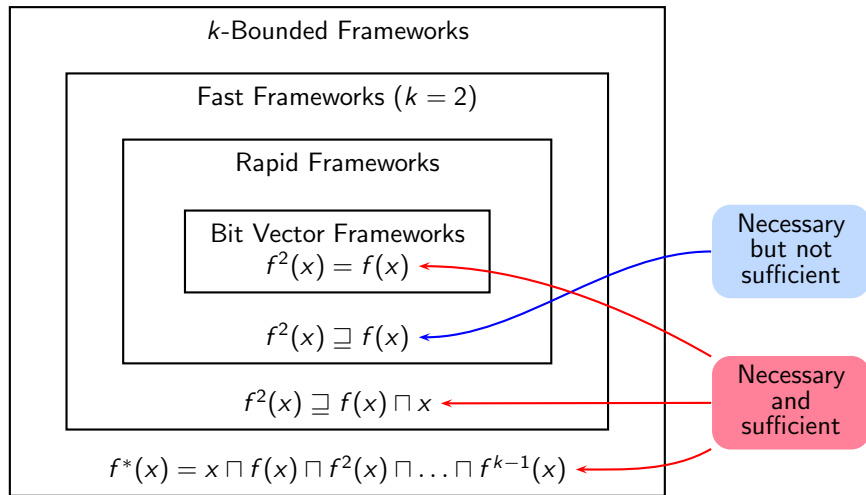 k-Bounded Frameworks
Fast Frameworks (k = 2)
Rapid Frameworks
Bit Vector Frameworks
f²(x) = f(x)
f²(x) ⊒ f(x)
f²(x) ⊒ f(x) ⊓ x
f*(x) = x ⊓ f(x) ⊓ f²(x) ⊓ … ⊓ fᵏ⁻¹(x)
Necessary
but not
sufficient
Necessary
and
sufficient